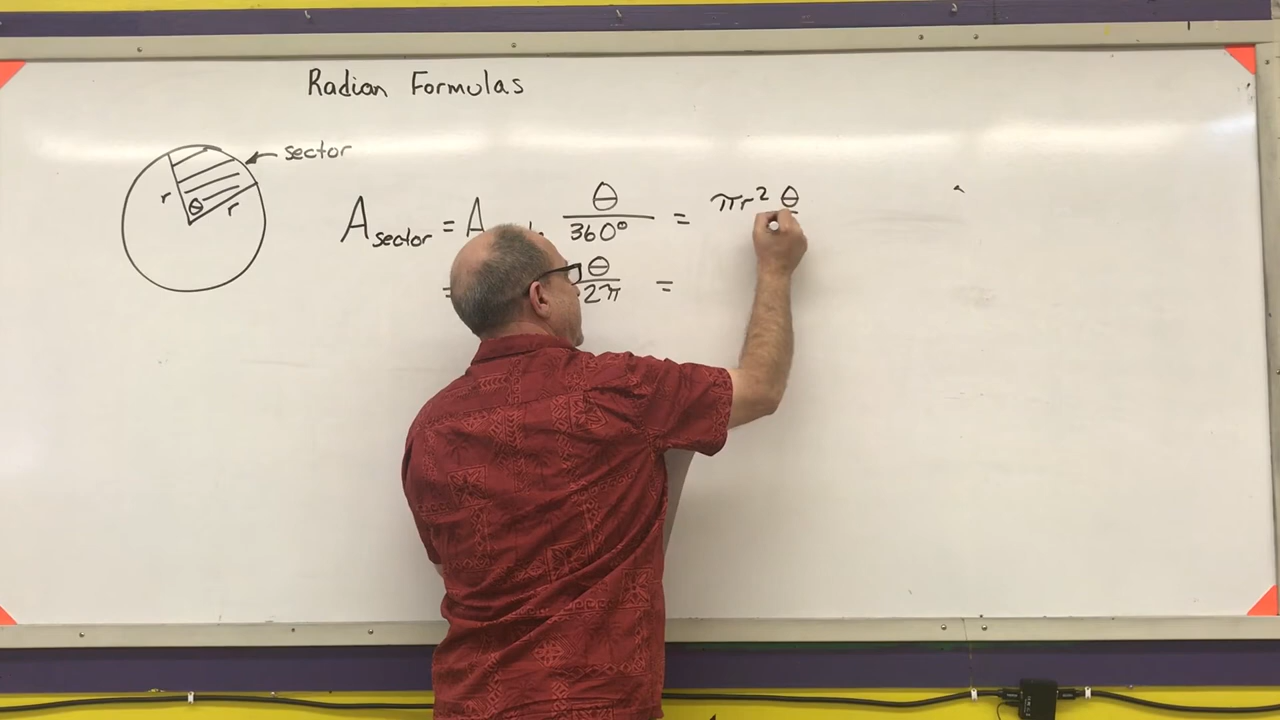 Radian Formulas
sector
r
θ
r
A sector = A θ/360° = πr² θ
= θ/2π =